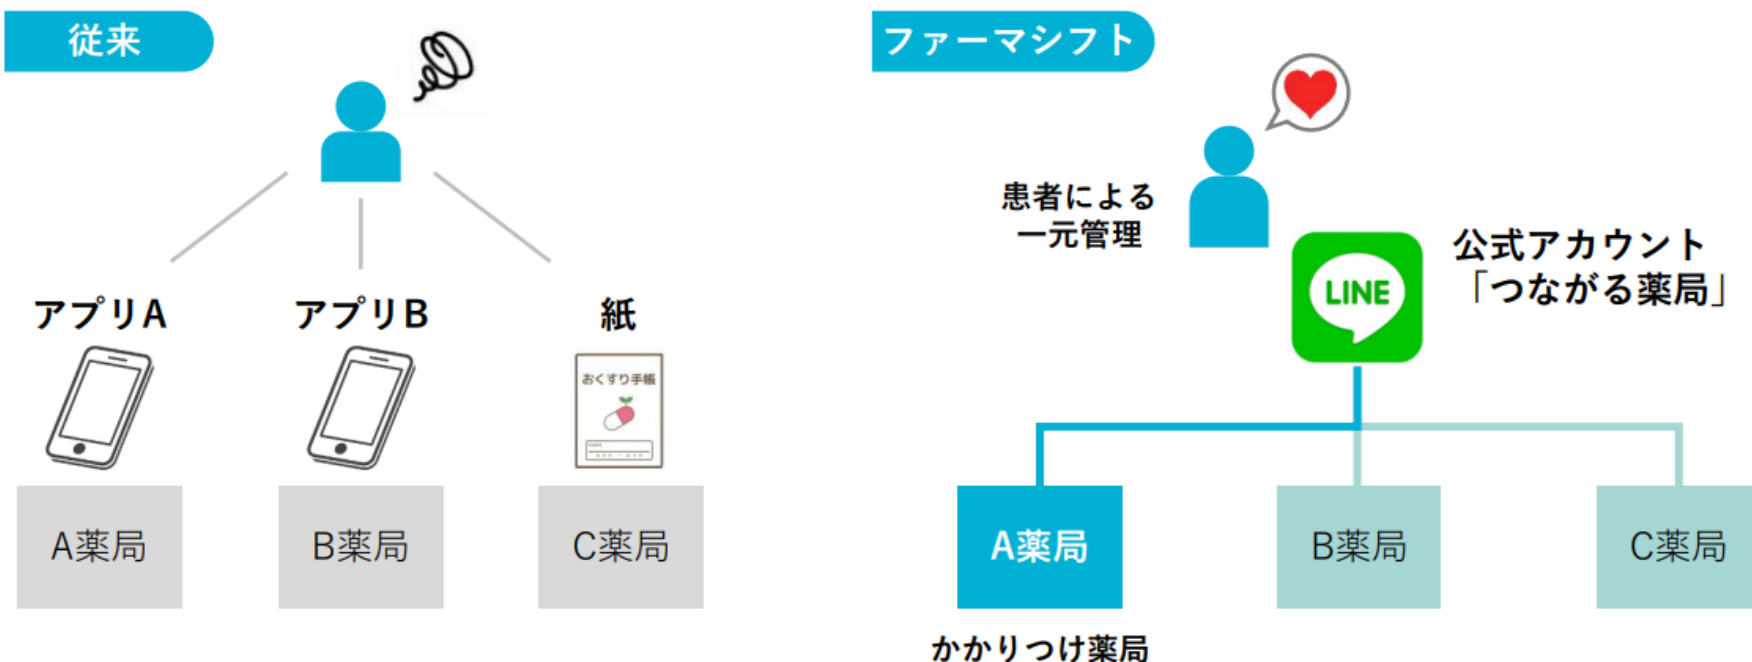 従来
アプリA
アプリB
紙
おくすり手帳
A薬局
B薬局
C薬局
ファーマシフト
患者による
一元管理
LINE
公式アカウント
「つながる薬局」
A薬局
B薬局
C薬局
かかりつけ薬局